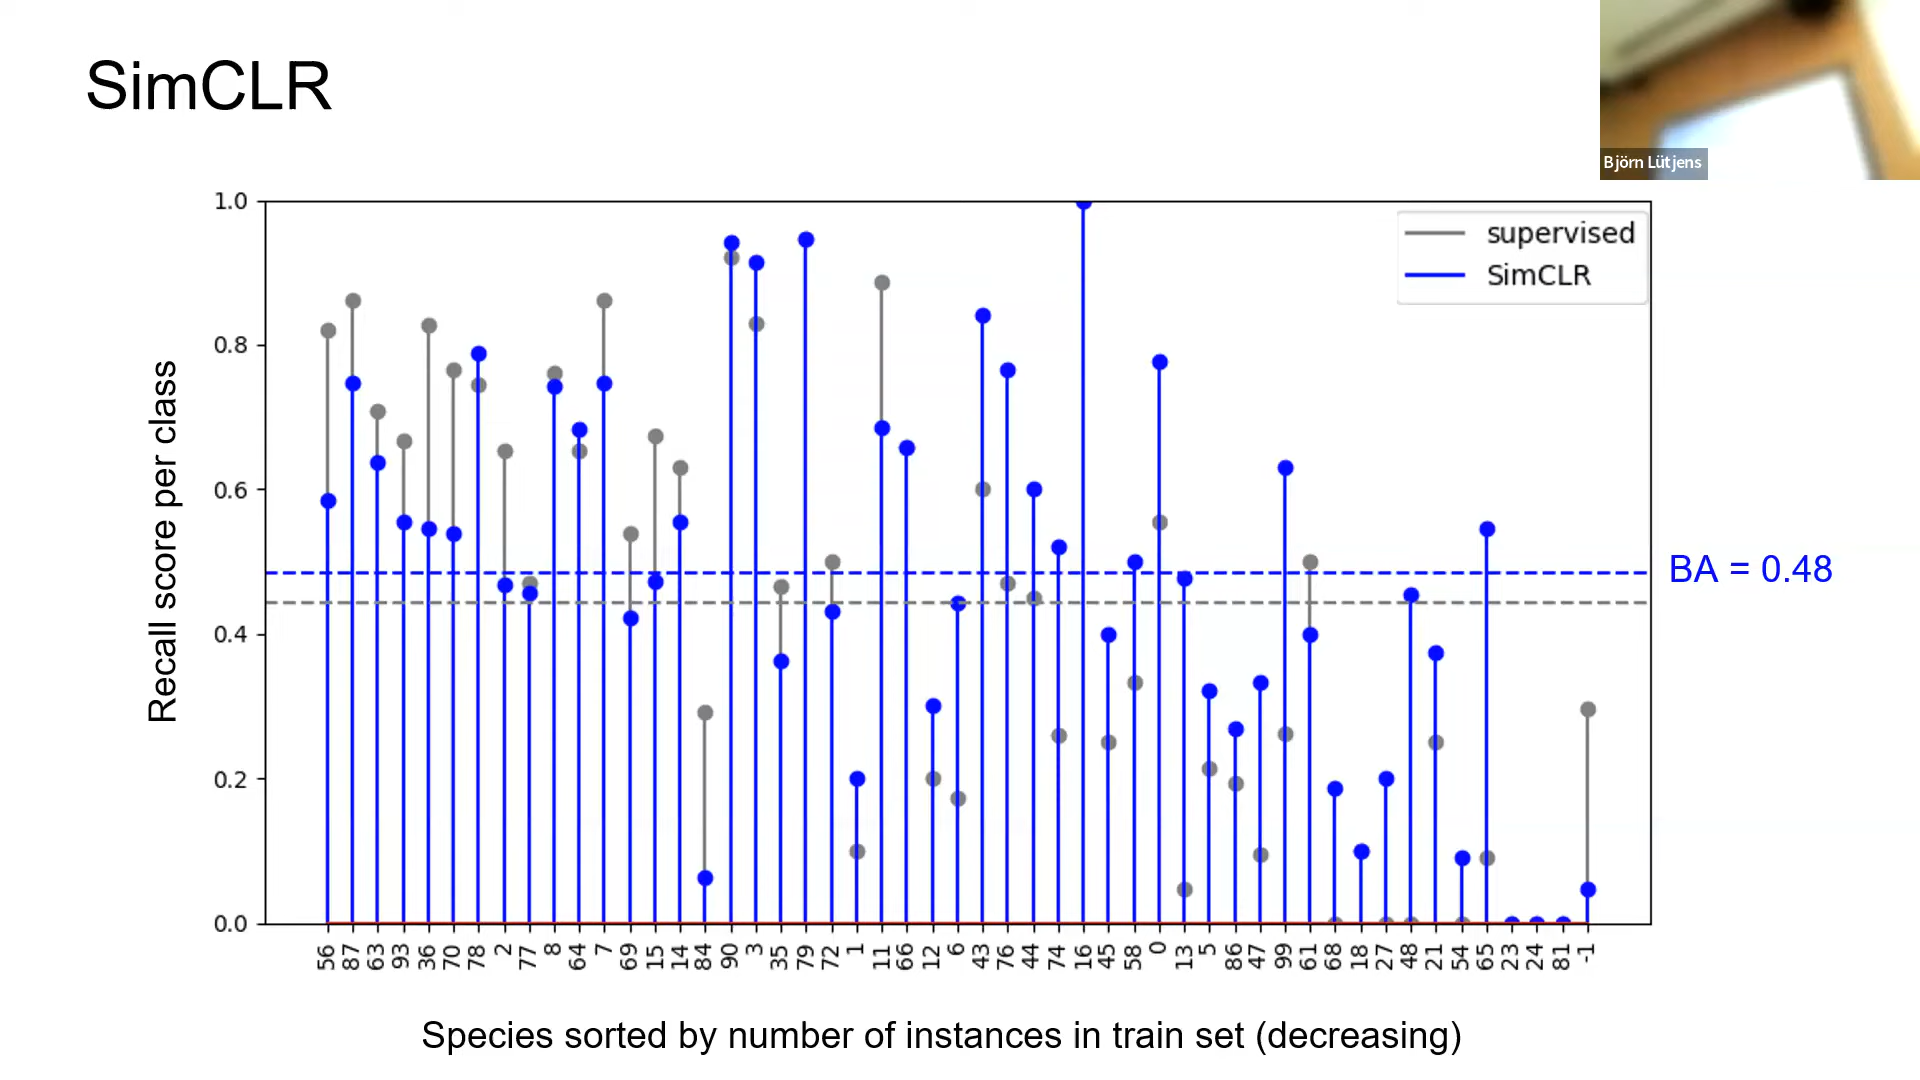 SimCLR
Björn Lütjens
Recall score per class
1.0
0.8
0.6
0.4
0.2
0.0
supervised
SimCLR
BA = 0.48
56 87 63 93 36 70 78 2 77 8 64 7 69 15 14 84 90 3 35 79 72 1 11 66 12 6 43 76 44 74 16 45 58 0 13 5 86 47 99 61 68 18 27 48 21 54 65 23 24 81 -1
Species sorted by number of instances in train set (decreasing)